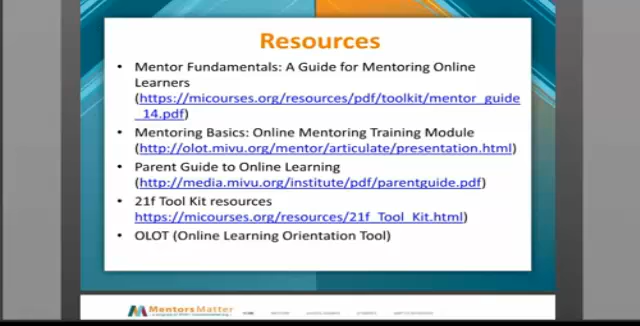 Resources
• Mentor Fundamentals: A Guide for Mentoring Online
Learners
(https://micourses.org/resources/pdf/toolkit/mentor_guide
_14.pdf)
• Mentoring Basics: Online Mentoring Training Module
(http://olot.mivu.org/mentor/articulate/presentation.html)
• Parent Guide to Online Learning
(http://media.mivu.org/institute/pdf/parentguide.pdf)
• 21f Tool Kit resources
https://micourses.org/resources/21f_Tool_Kit.html)
• OLOT (Online Learning Orientation Tool)
MentorsMatter
HOME